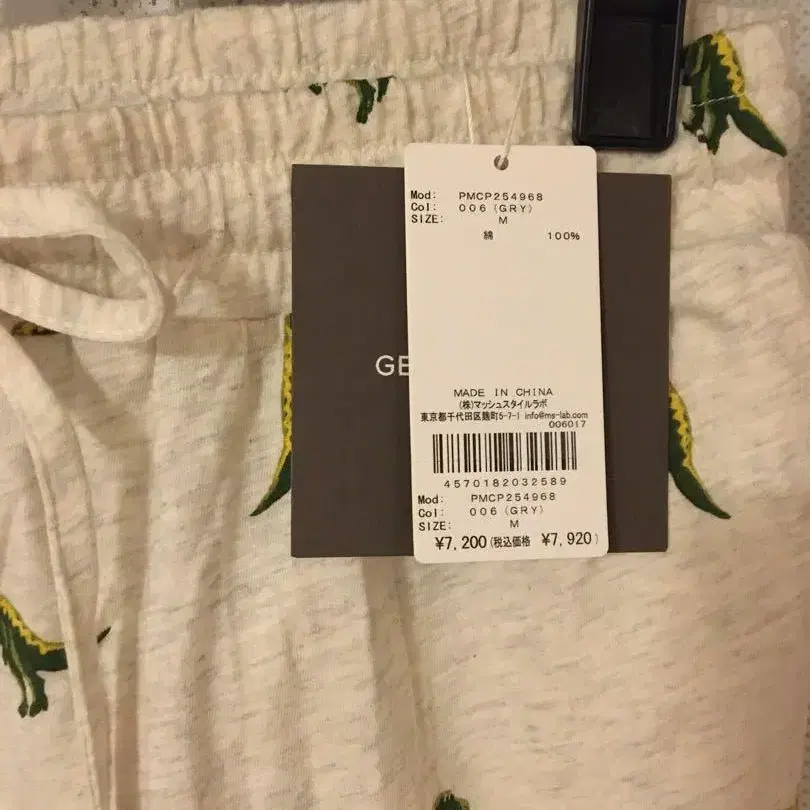 Mod: PMCP254968
Col: 006 (GRY)
SIZE: M
綿 100%
GE
MADE IN CHINA
(株)マッシュスタイルラボ
東京都千代田区麹町5-7-1 info@ms-lab.com
006017
4570182032589
Mod: PMCP254968
Col: 006 (GRY)
SIZE: M
¥7,200(税込価格 ¥7,920)